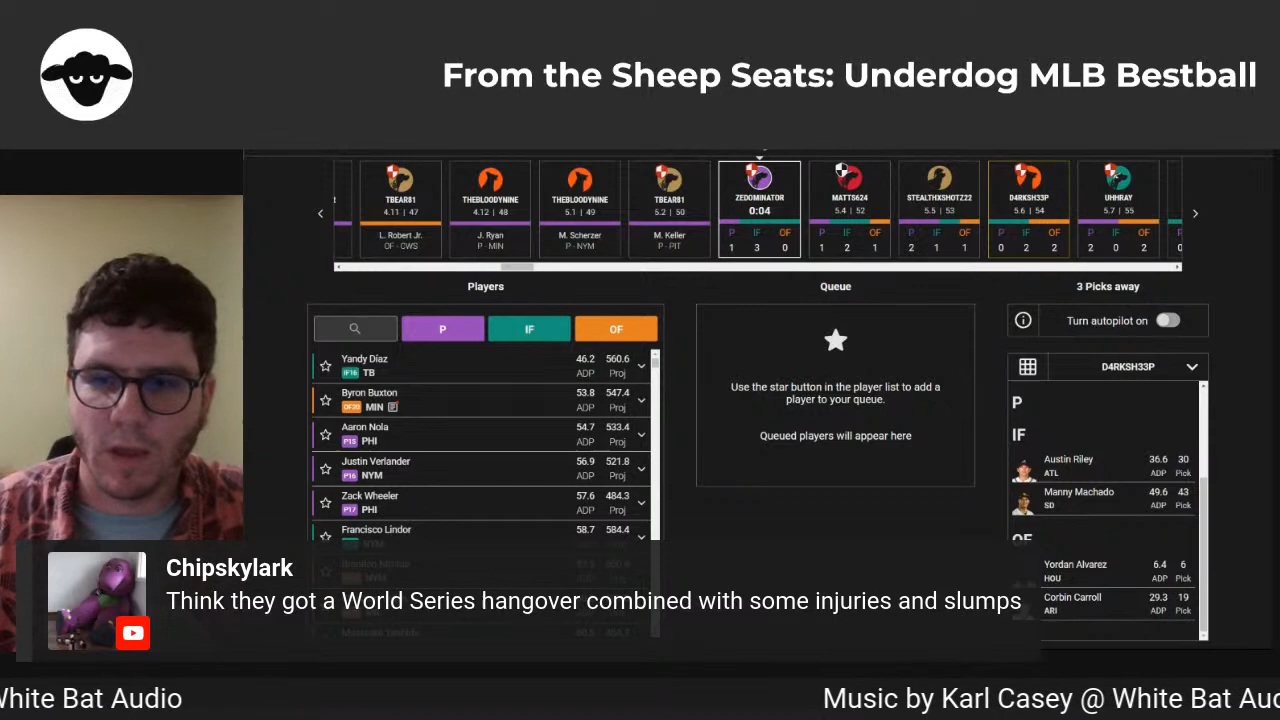 From the Sheep Seats: Underdog MLB Bestball
TBEAR81
4.11 | 47
L. Robert Jr.
OF · CWS
THEBLOODYNINE
4.12 | 48
J. Ryan
P · MIN
THEBLOODYNINE
5.1 | 49
M. Scherzer
P · NYM
TBEAR81
5.2 | 50
M. Keller
P · PIT
ZEDOMINATOR
0:04
P IF OF
1 3 0
MATTS624
5.4 | 52
P IF OF
1 2 1
STEALTHXSHOTZ22
5.5 | 53
P IF OF
2 1 1
D4RKSH33P
5.6 | 54
P IF OF
0 2 2
UHHRAY
5.7 | 55
P IF OF
2 0 2
Players
P IF OF
Yandy Díaz 46.2 560.6
IF16 TB ADP Proj
Byron Buxton 53.8 547.4
OF20 MIN ADP Proj
Aaron Nola 54.7 533.4
P15 PHI ADP Proj
Justin Verlander 56.9 521.8
P16 NYM ADP Proj
Zack Wheeler 57.6 484.3
P17 PHI ADP Proj
Francisco Lindor 58.7 584.4
NYM ADP Proj
Queue
Use the star button in the player list to add a
player to your queue.
Queued players will appear here
3 Picks away
Turn autopilot on
D4RKSH33P
P
IF
Austin Riley 36.6 30
ATL ADP Pick
Manny Machado 49.6 43
SD ADP Pick
OF
Yordan Alvarez 6.4 6
HOU ADP Pick
Corbin Carroll 29.3 19
ARI ADP Pick
Chipskylark
Think they got a World Series hangover combined with some injuries and slumps
White Bat Audio
Music by Karl Casey @ White Bat Aud